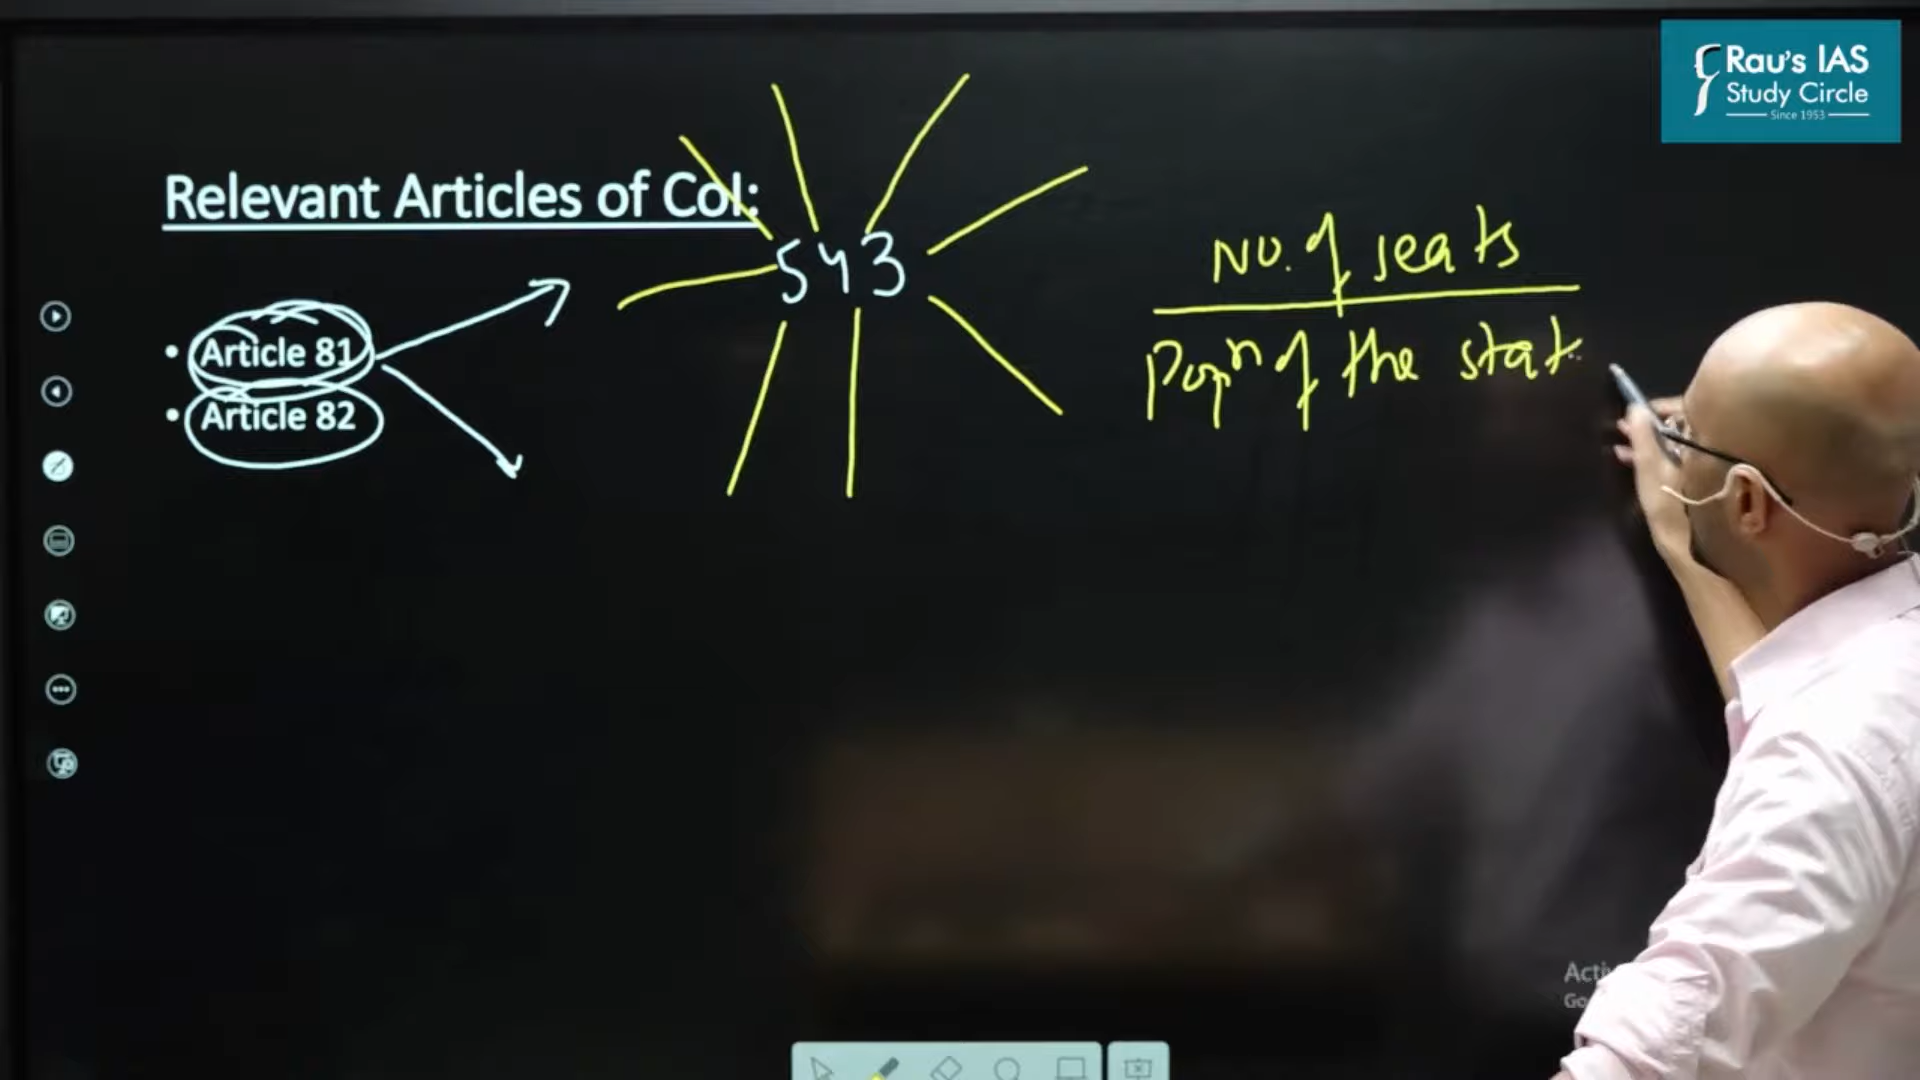 Rau's IAS
Study Circle
Since 1953
Relevant Articles of CoI:
543
No. of seats
Popn of the stat
• Article 81
• Article 82